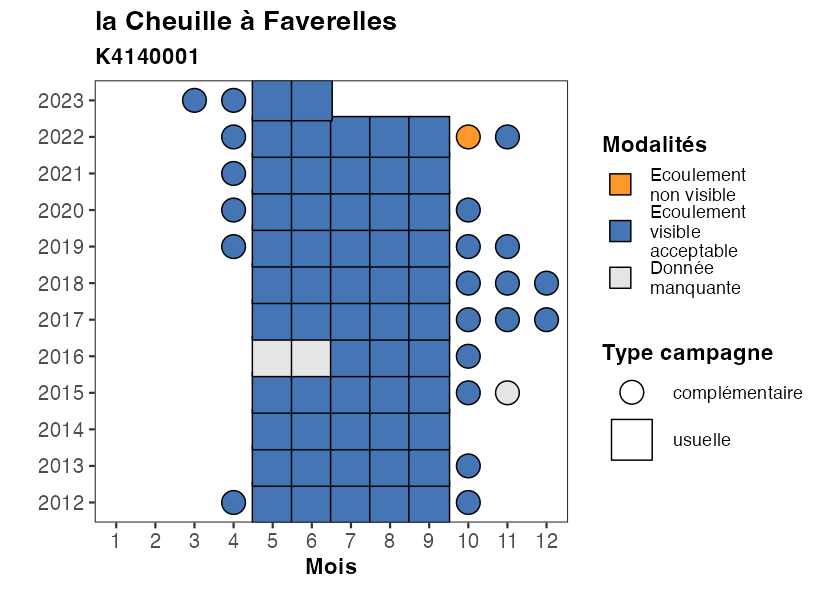 la Cheuille à Faverelles
K4140001
2023
2022
2021
2020
2019
2018
2017
2016
2015
2014
2013
2012
1 2 3 4 5 6 7 8 9 10 11 12
Mois
Modalités
Ecoulement
non visible
Ecoulement
visible
acceptable
Donnée
manquante
Type campagne
complémentaire
usuelle